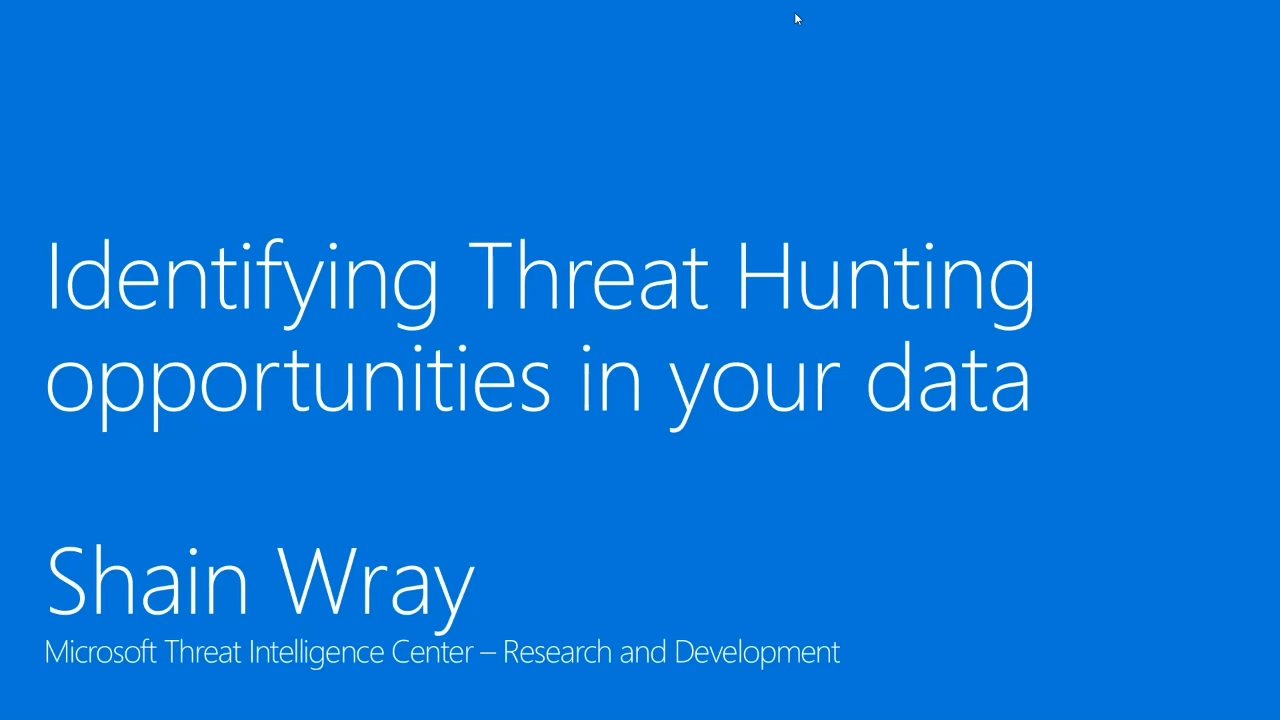 Identifying Threat Hunting
opportunities in your data
Shain Wray
Microsoft Threat Intelligence Center – Research and Development